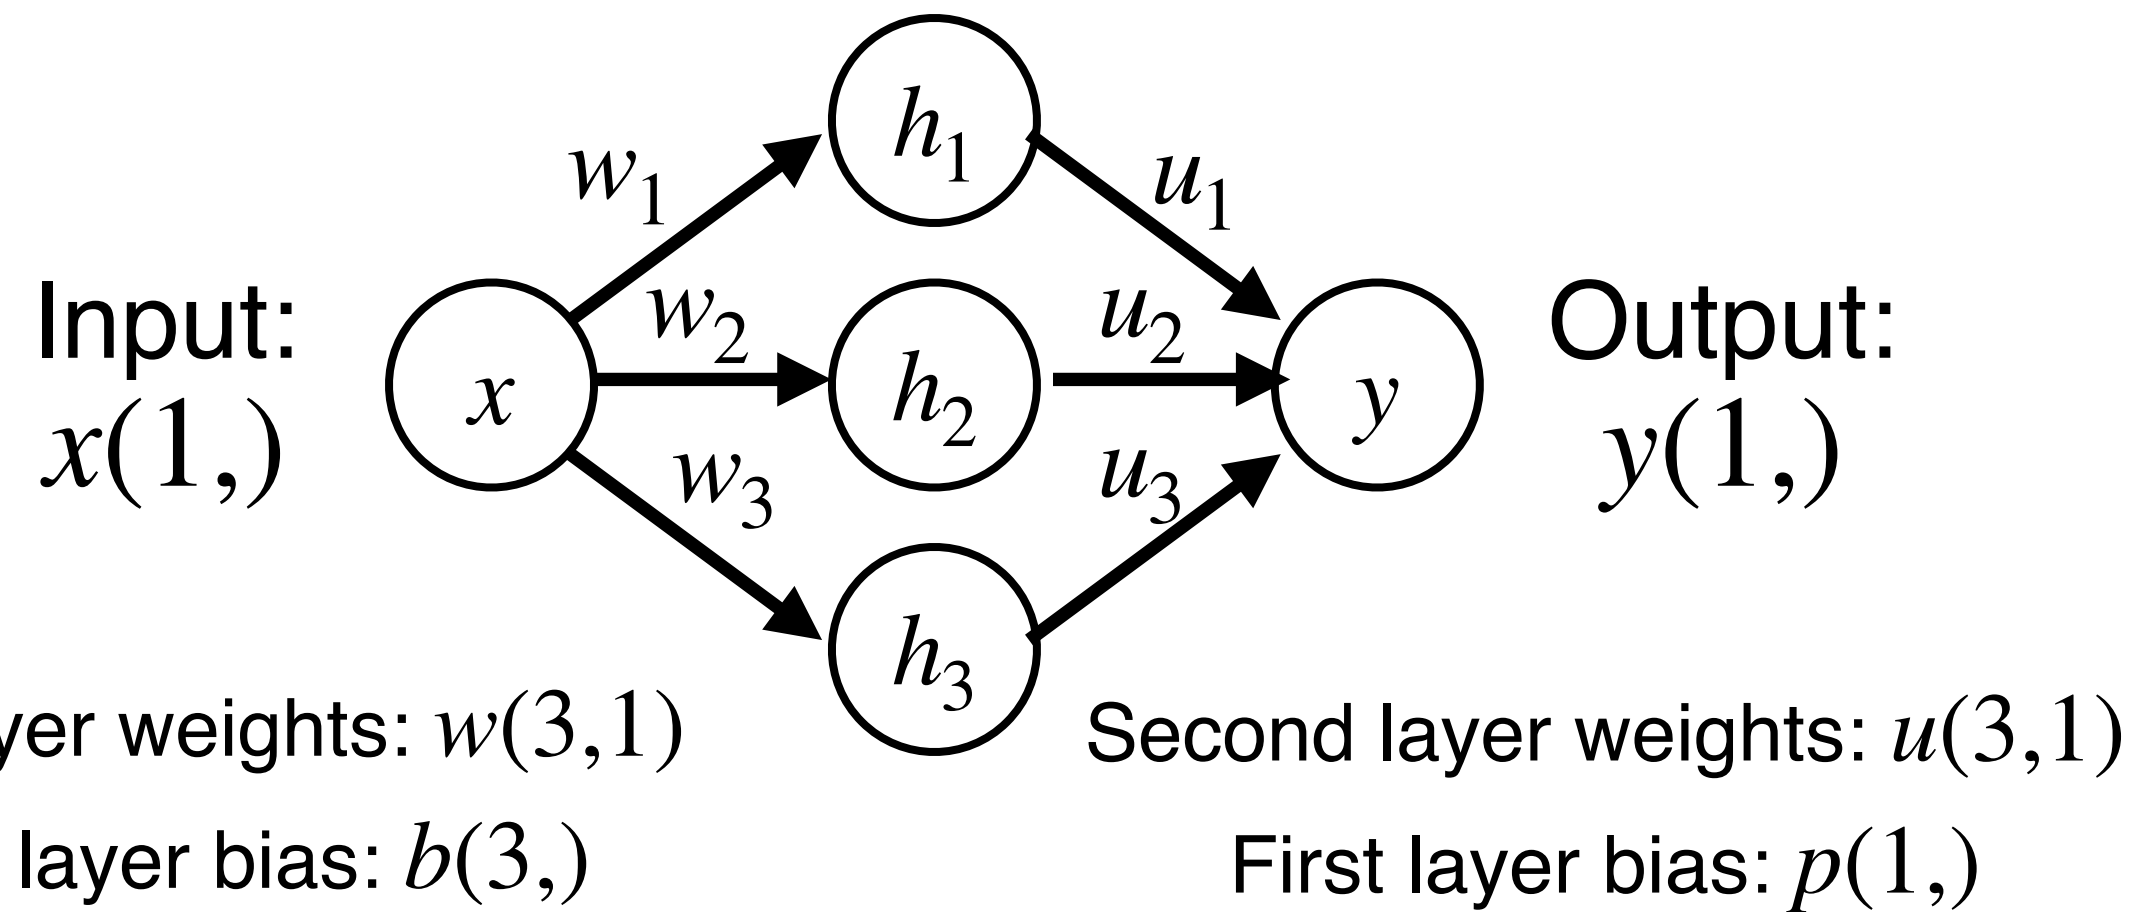 h1
w1
u1
Input:
w2
u2
Output:
x(1,)
x
h2
y
y(1,)
w3
u3
h3
yer weights: w(3,1)
Second layer weights: u(3,1)
layer bias: b(3,)
First layer bias: p(1,)